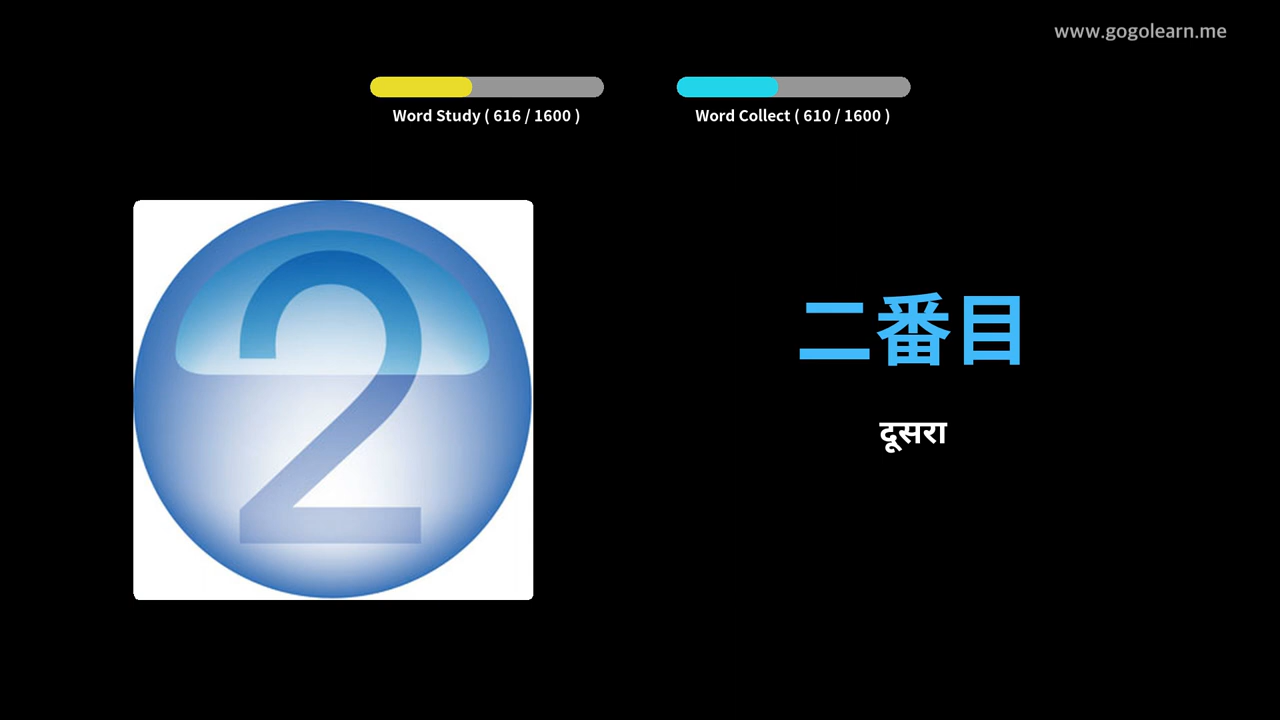 www.gogolearn.me
Word Study ( 616 / 1600 )
Word Collect ( 610 / 1600 )
2
二番目
दूसरा